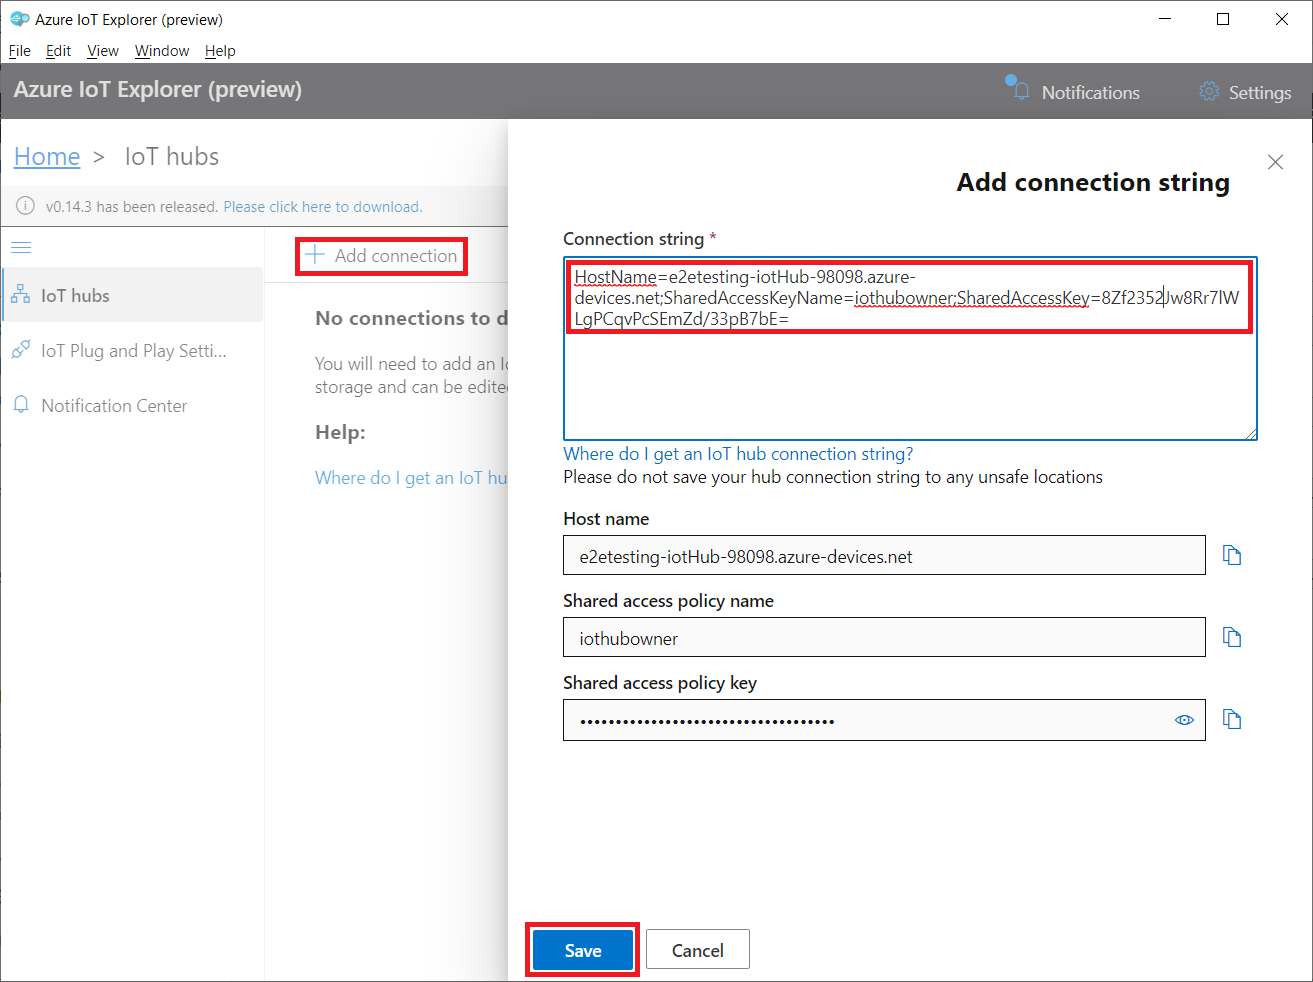 Azure IoT Explorer (preview)
File Edit View Window Help
Azure IoT Explorer (preview)
Notifications
Settings
Home > IoT hubs
v0.14.3 has been released. Please click here to download.
Add connection
IoT hubs
IoT Plug and Play Setti...
Notification Center
No connections to d
You will need to add an Io
storage and can be edite
Help:
Where do I get an IoT hu
Add connection string
Connection string *
HostName=e2etesting-iotHub-98098.azure-
devices.net;SharedAccessKeyName=iothubowner;SharedAccessKey=8Zf2352Jw8Rr7lW
LgPCqvPcSEmZd/33pB7bE=
Where do I get an IoT hub connection string?
Please do not save your hub connection string to any unsafe locations
Host name
e2etesting-iotHub-98098.azure-devices.net
Shared access policy name
iothubowner
Shared access policy key
••••••••••••••••••••••••••••••••••••
Save
Cancel